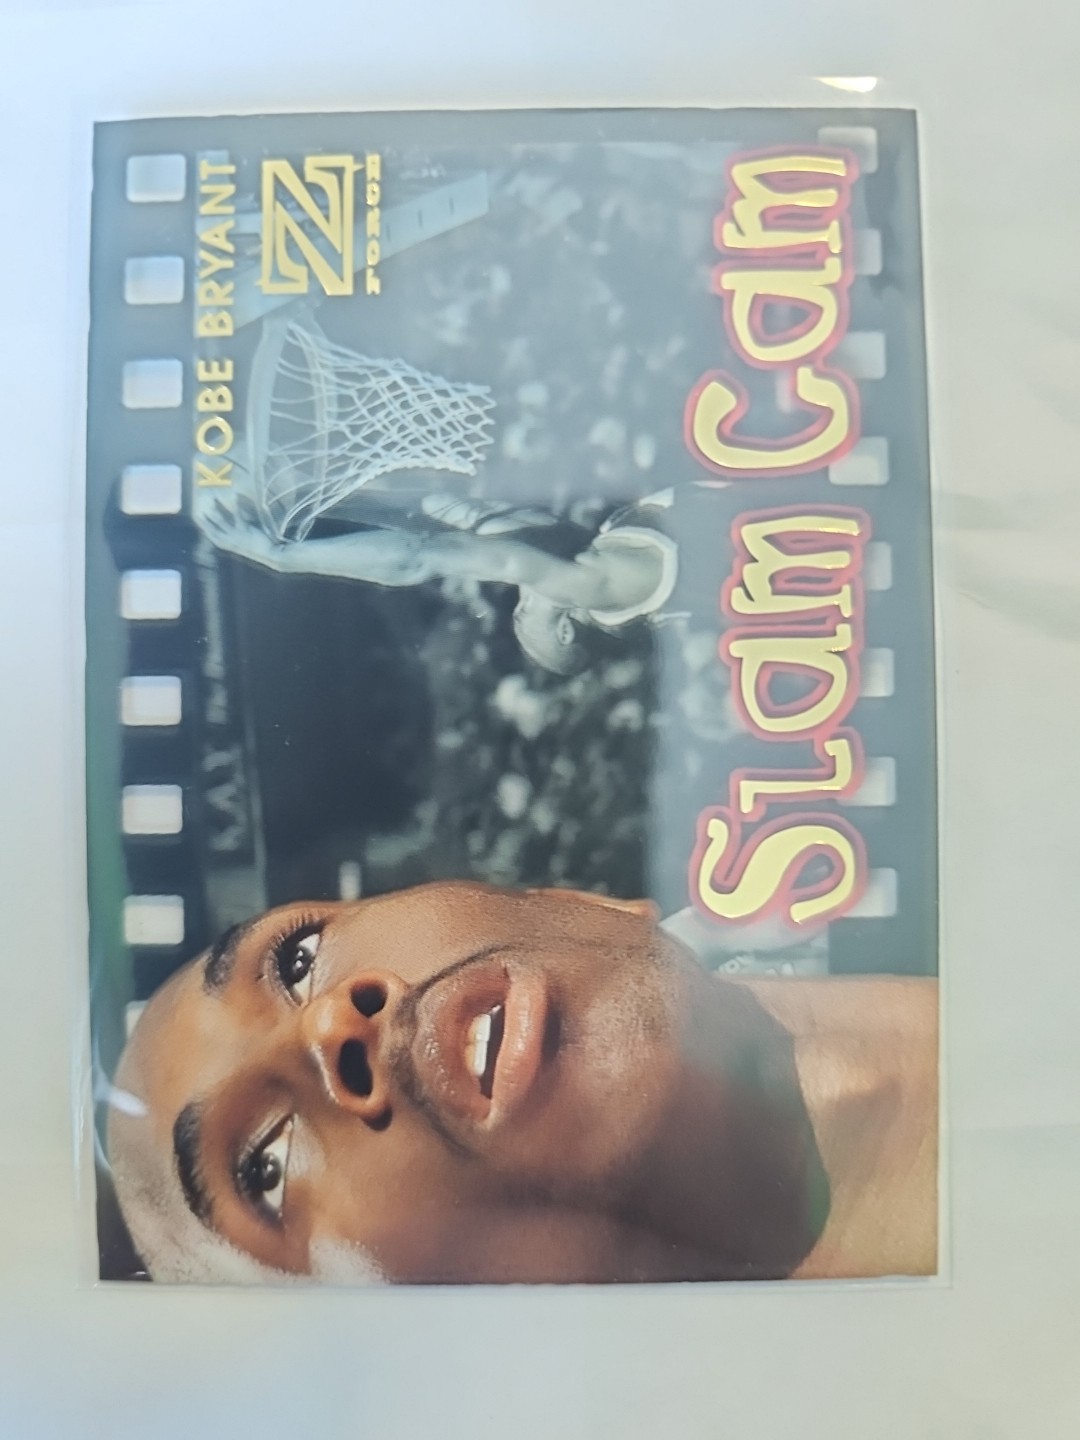 KOBE BRYANT
Z
FORCE
Slam Cam